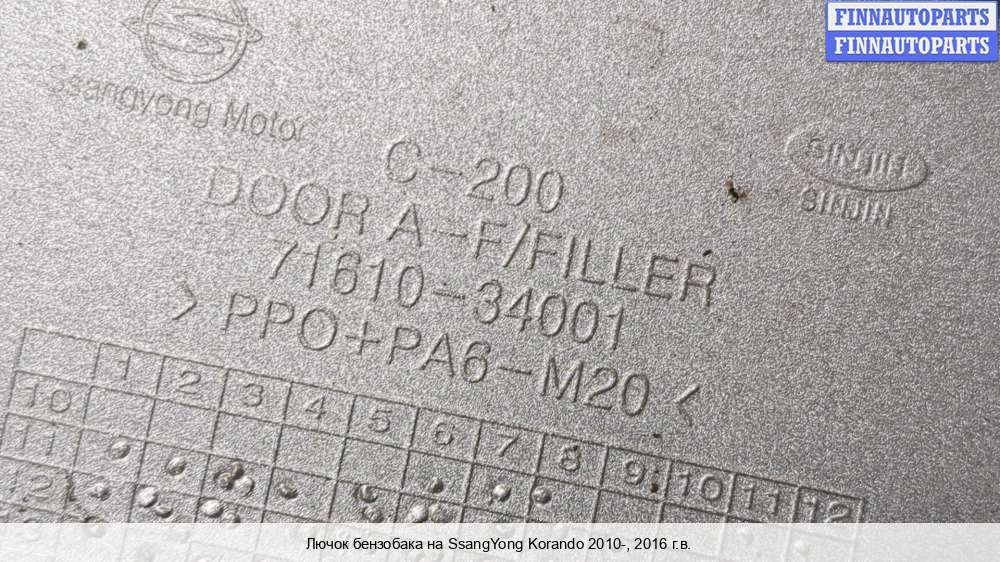 FINNAUTOPARTS
FINNAUTOPARTS
Ssangyong Motor
SINJIN
C-200
DOOR A-F/FILLER
71610-34001
>PPO+PA6-M20<
1 2 3 4 5 6 7 8 9 10 11 12
10
11
12
Лючок бензобака на SsangYong Korando 2010-, 2016 г.в.